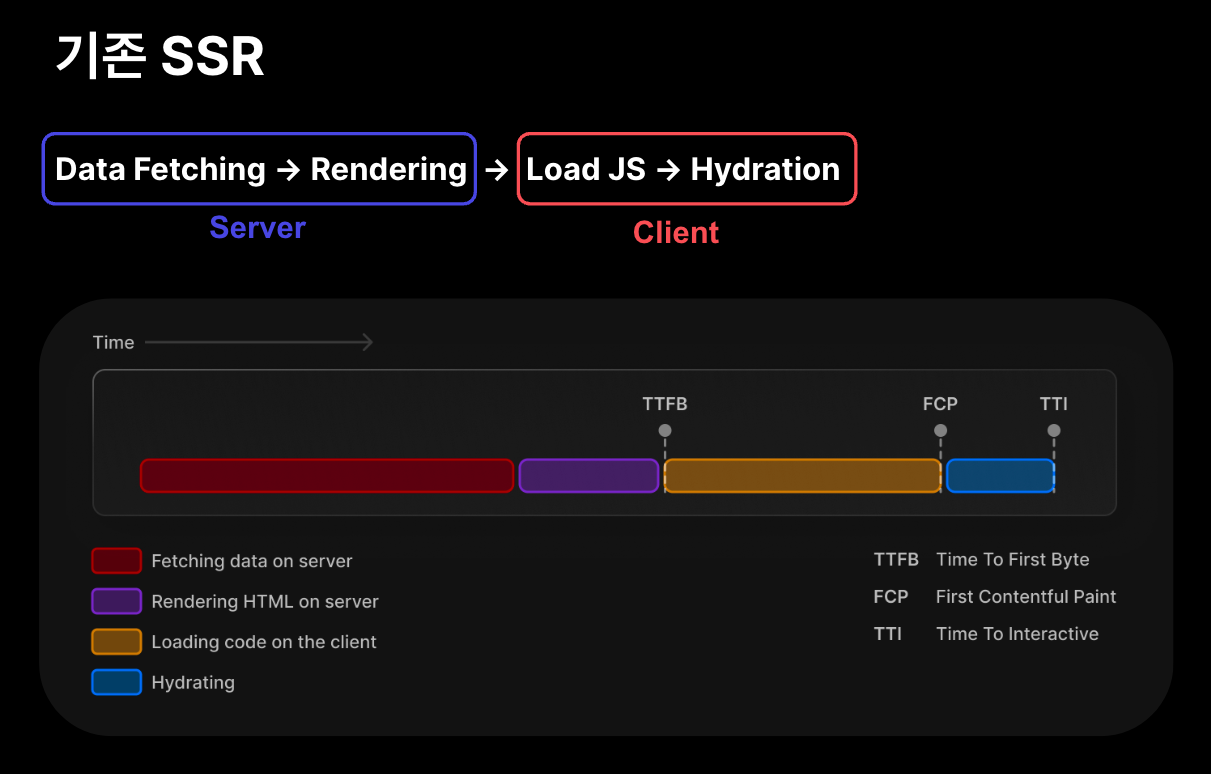 기존 SSR
Data Fetching → Rendering → Load JS → Hydration
Server
Client
Time
TTFB
FCP
TTI
Fetching data on server
Rendering HTML on server
Loading code on the client
Hydrating
TTFB Time To First Byte
FCP First Contentful Paint
TTI Time To Interactive